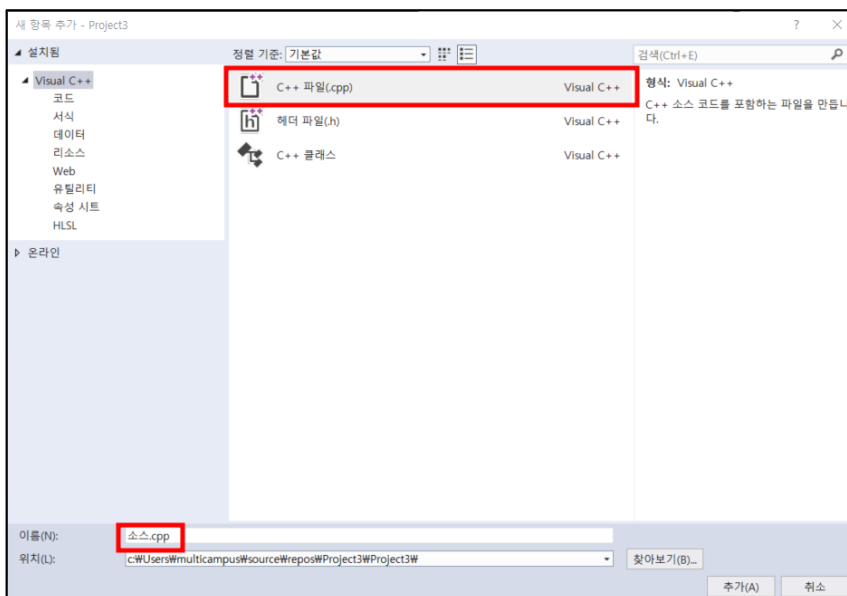 새 항목 추가 - Project3
? ×
설치됨
정렬 기준: 기본값
검색(Ctrl+E)
Visual C++
코드
서식
데이터
리소스
Web
유틸리티
속성 시트
HLSL
온라인
C++ 파일(.cpp) Visual C++
헤더 파일(.h) Visual C++
C++ 클래스 Visual C++
형식: Visual C++
C++ 소스 코드를 포함하는 파일을 만듭니
다.
이름(N): 소스.cpp
위치(L): c:₩Users₩multicampus₩source₩repos₩Project3₩Project3₩
찾아보기(B)...
추가(A) 취소